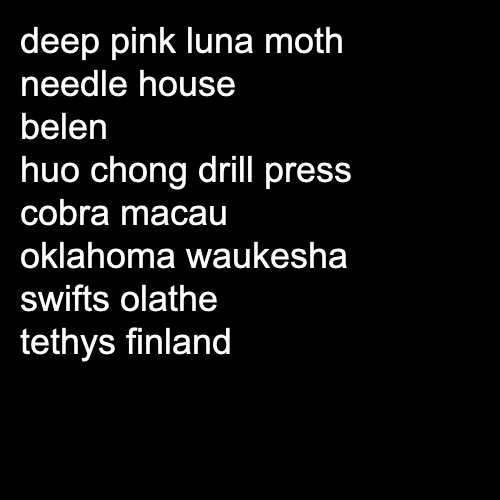 deep pink luna moth
needle house
belen
huo chong drill press
cobra macau
oklahoma waukesha
swifts olathe
tethys finland